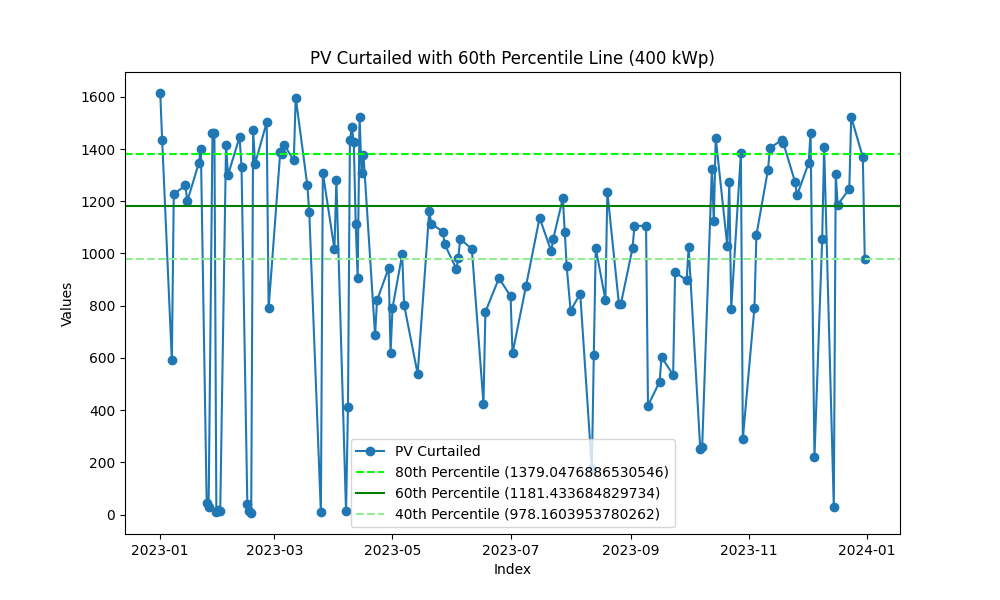 PV Curtailed with 60th Percentile Line (400 kWp)
Values
1600
1400
1200
1000
800
600
400
200
0
PV Curtailed
80th Percentile (1379.0476886530546)
60th Percentile (1181.433684829734)
40th Percentile (978.1603953780262)
2023-01 2023-03 2023-05 2023-07 2023-09 2023-11 2024-01
Index